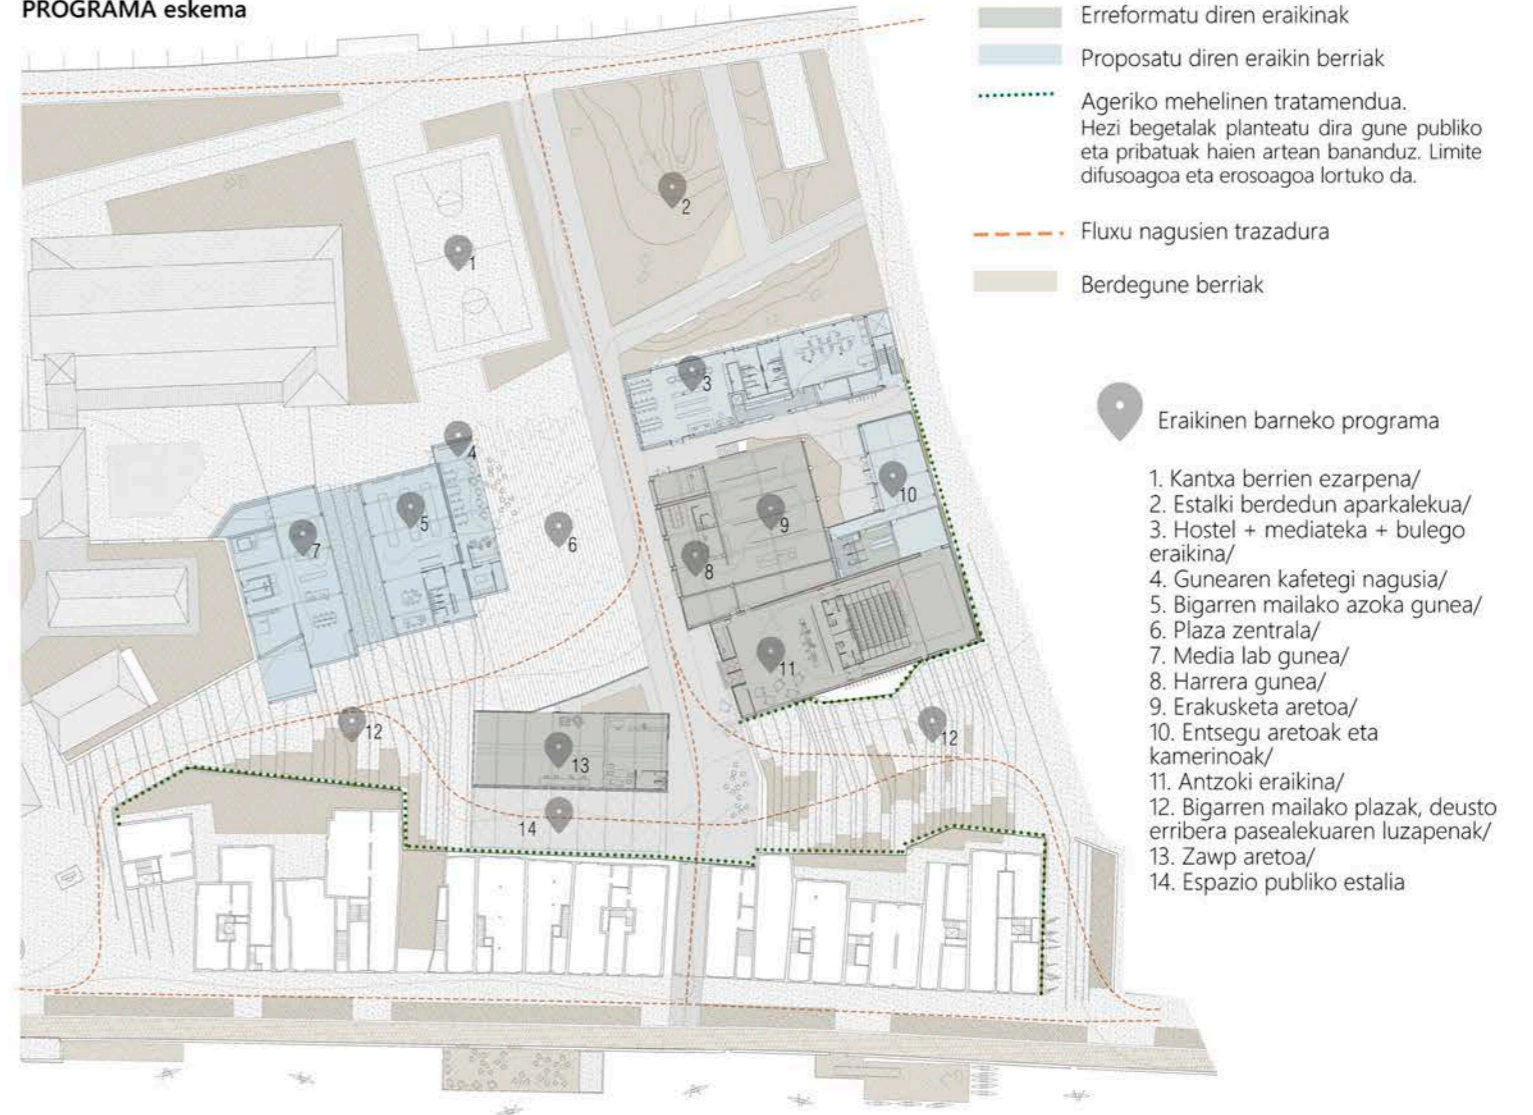 PROGRAMA eskema
Erreformatu diren eraikinak
Proposatu diren eraikin berriak
Ageriko mehelinen tratamendua.
Hezi begetalak planteatu dira gune publiko
eta pribatuak haien artean bananduz. Limite
difusoagoa eta erosoagoa lortuko da.
Fluxu nagusien trazadura
Berdegune berriak
Eraikinen barneko programa
1. Kantxa berrien ezarpena/
2. Estalki berdedun aparkalekua/
3. Hostel + mediateka + bulego
eraikina/
4. Gunearen kafetegi nagusia/
5. Bigarren mailako azoka gunea/
6. Plaza zentrala/
7. Media lab gunea/
8. Harrera gunea/
9. Erakusketa aretoa/
10. Entsegu aretoak eta
kamerinoak/
11. Antzoki eraikina/
12. Bigarren mailako plazak, deusto
erribera pasealekuaren luzapenak/
13. Zawp aretoa/
14. Espazio publiko estalia
1
2
3
4
5
6
7
8
9
10
11
12
12
13
14